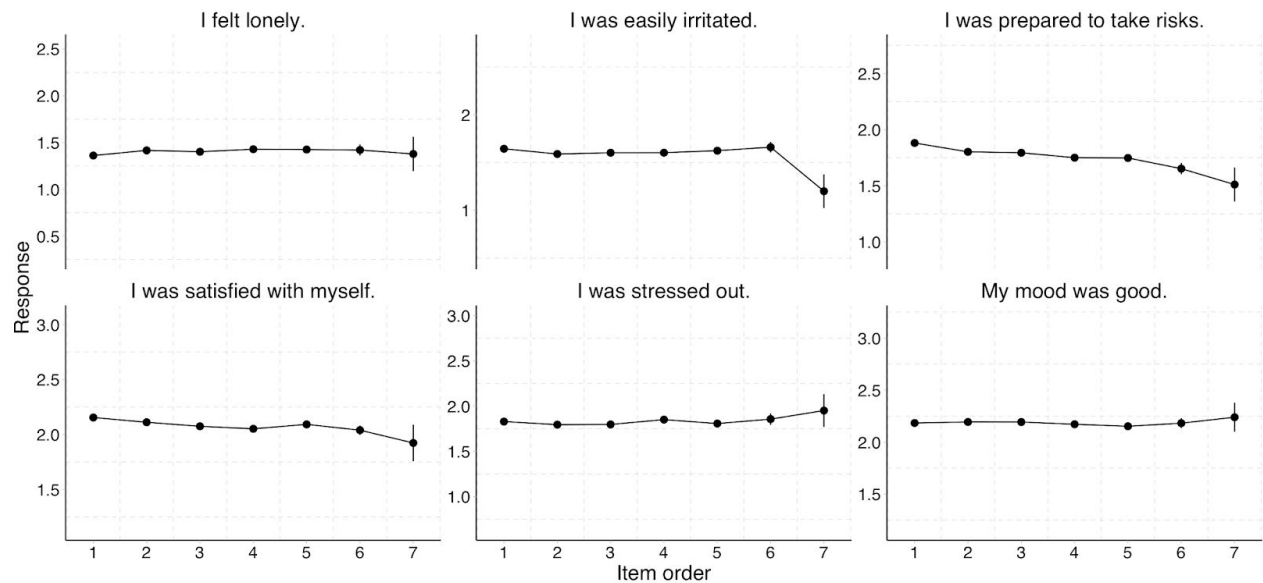 I felt lonely.
I was easily irritated.
I was prepared to take risks.
2.5
2.0
1.5
1.0
0.5
2
1
2.5
2.0
1.5
1.0
Response
I was satisfied with myself.
I was stressed out.
My mood was good.
3.0
2.5
2.0
1.5
3.0
2.5
2.0
1.5
1.0
3.0
2.5
2.0
1.5
1 2 3 4 5 6 7
1 2 3 4 5 6 7
1 2 3 4 5 6 7
Item order